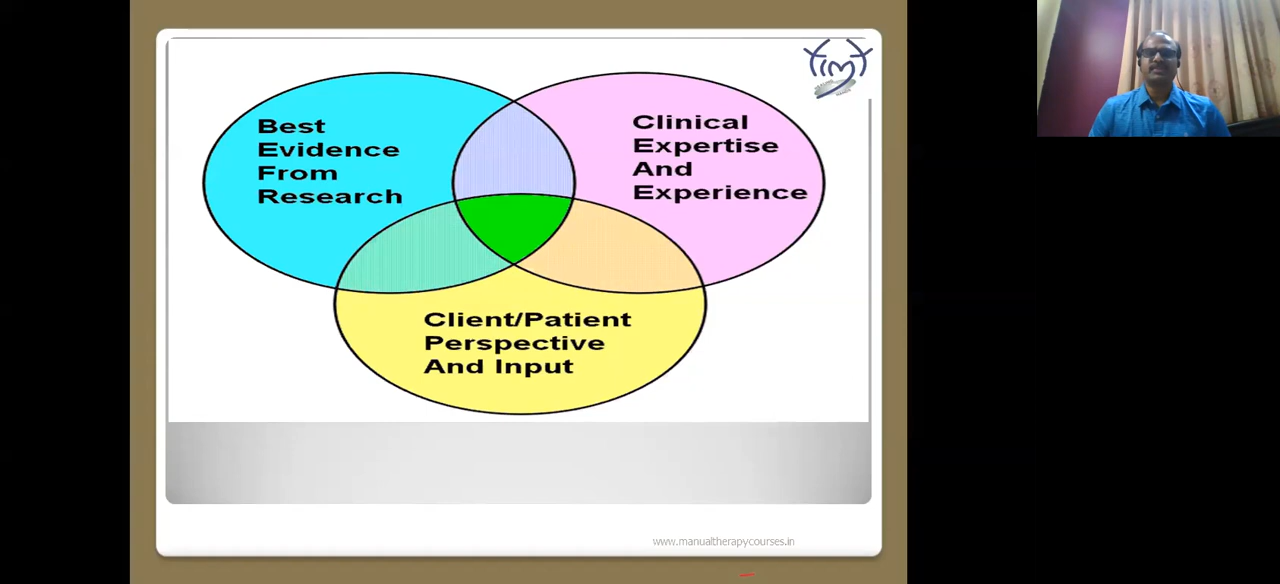 Best
Evidence
From
Research
Clinical
Expertise
And
Experience
Client/Patient
Perspective
And Input
www.manualtherapycourses.in